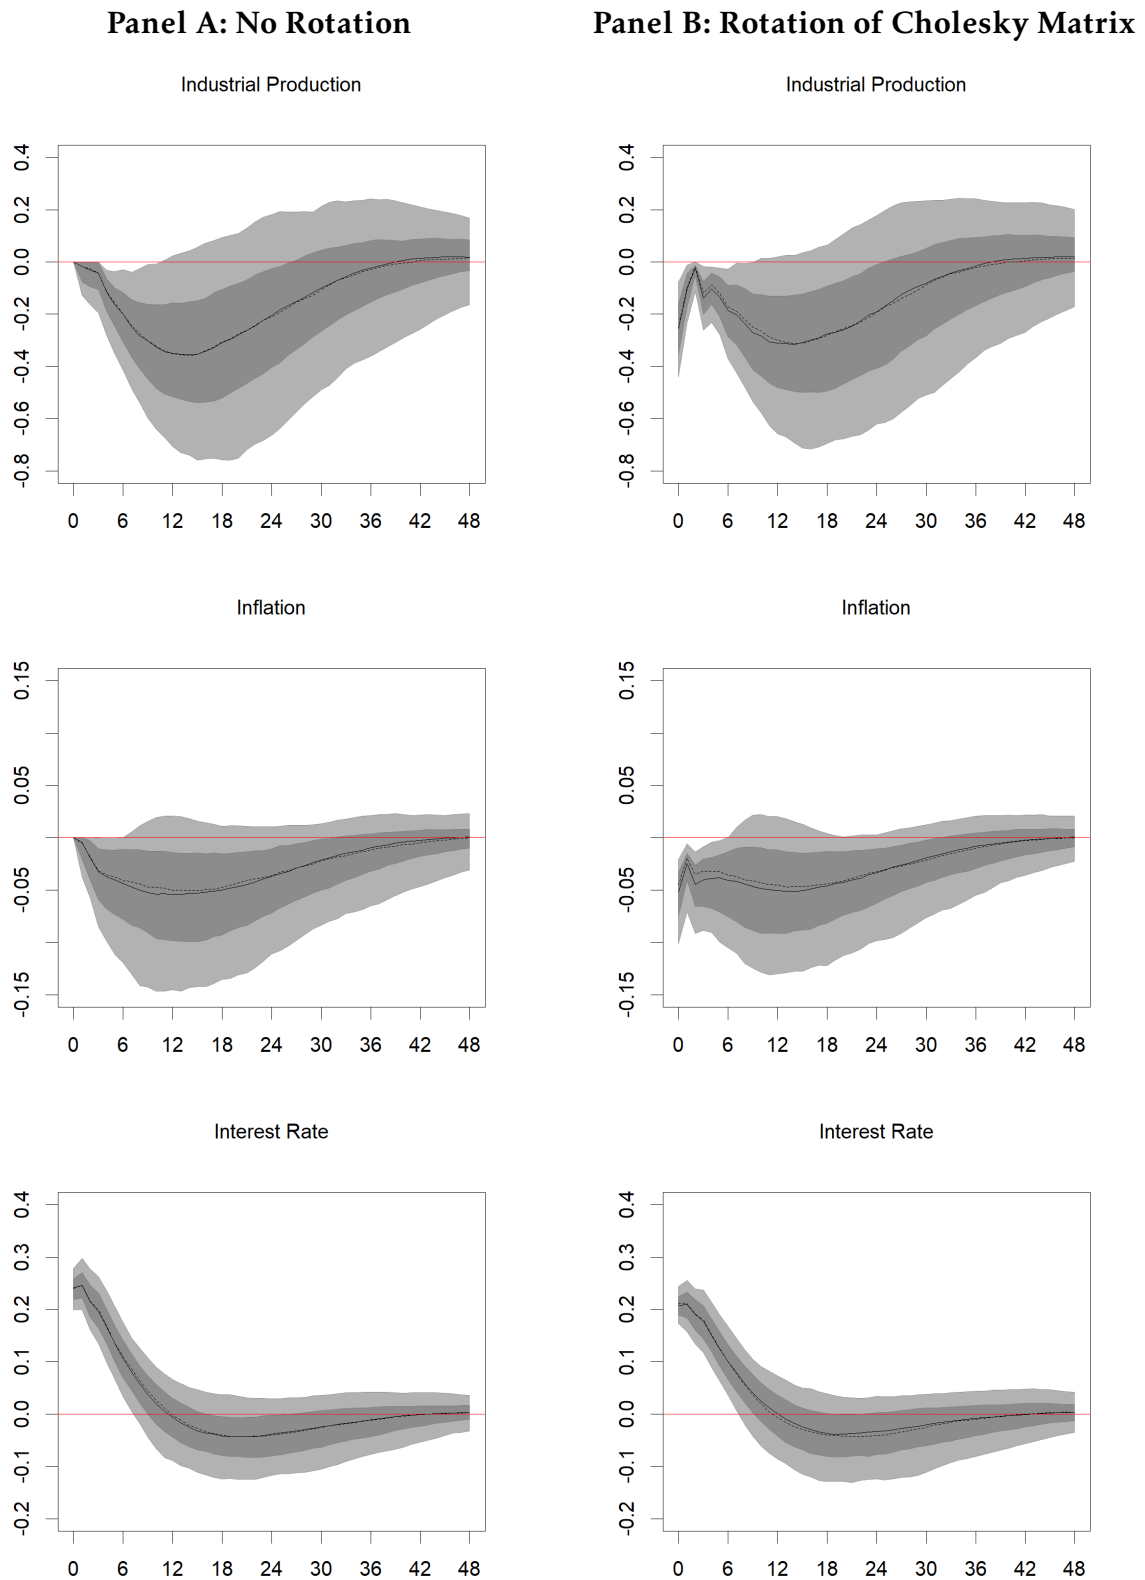 Panel A: No Rotation
Panel B: Rotation of Cholesky Matrix
Industrial Production
0.4
0.2
0.0
-0.2
-0.4
-0.6
-0.8
0 6 12 18 24 30 36 42 48
Industrial Production
0.4
0.2
0.0
-0.2
-0.4
-0.6
-0.8
0 6 12 18 24 30 36 42 48
Inflation
0.15
0.05
-0.05
-0.15
0 6 12 18 24 30 36 42 48
Inflation
0.15
0.05
-0.05
-0.15
0 6 12 18 24 30 36 42 48
Interest Rate
0.4
0.3
0.2
0.1
0.0
-0.1
-0.2
0 6 12 18 24 30 36 42 48
Interest Rate
0.4
0.3
0.2
0.1
0.0
-0.1
-0.2
0 6 12 18 24 30 36 42 48